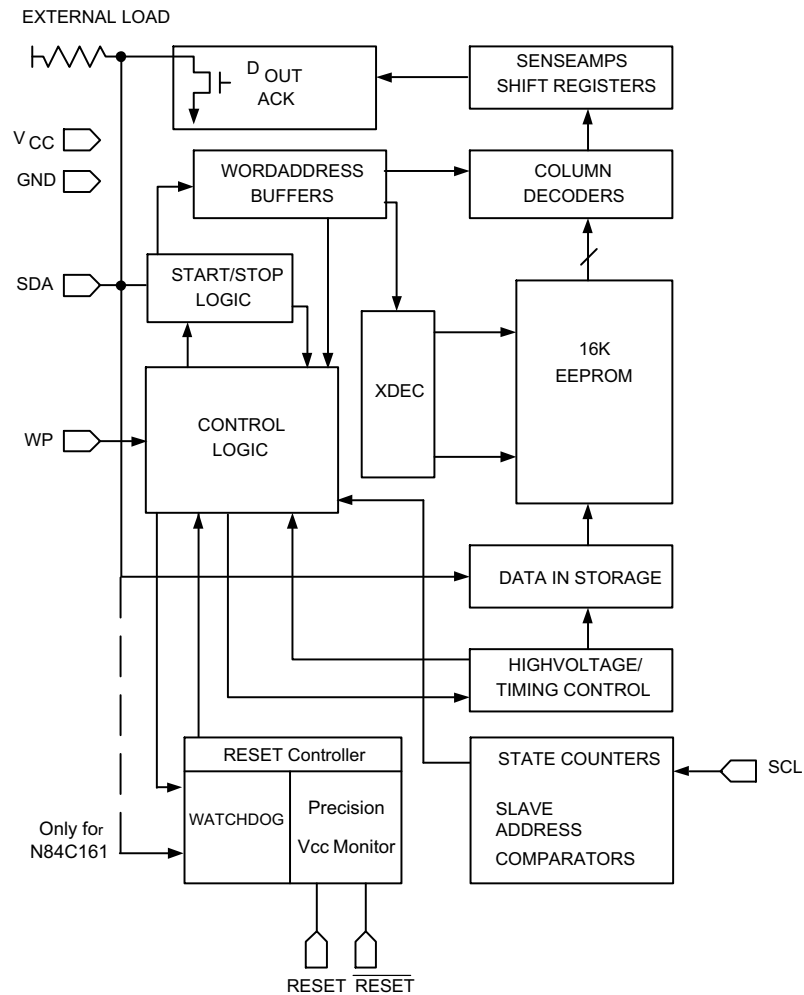 EXTERNAL LOAD
D OUT
ACK
SENSEAMPS
SHIFT REGISTERS
VCC
GND
WORDADDRESS
BUFFERS
COLUMN
DECODERS
SDA
START/STOP
LOGIC
XDEC
16K
EEPROM
WP
CONTROL
LOGIC
DATA IN STORAGE
HIGHVOLTAGE/
TIMING CONTROL
RESET Controller
WATCHDOG
Precision
Vcc Monitor
STATE COUNTERS
SLAVE
ADDRESS
COMPARATORS
SCL
Only for
N84C161
RESET RESET